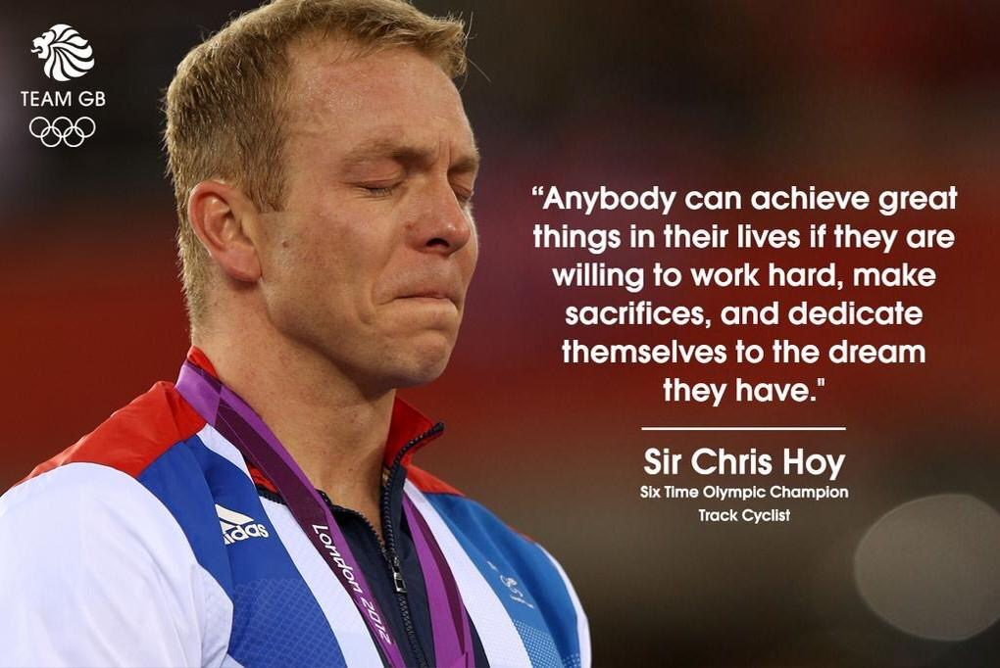 TEAM GB
“Anybody can achieve great
things in their lives if they are
willing to work hard, make
sacrifices, and dedicate
themselves to the dream
they have."
Sir Chris Hoy
Six Time Olympic Champion
Track Cyclist
adidas
London 2012